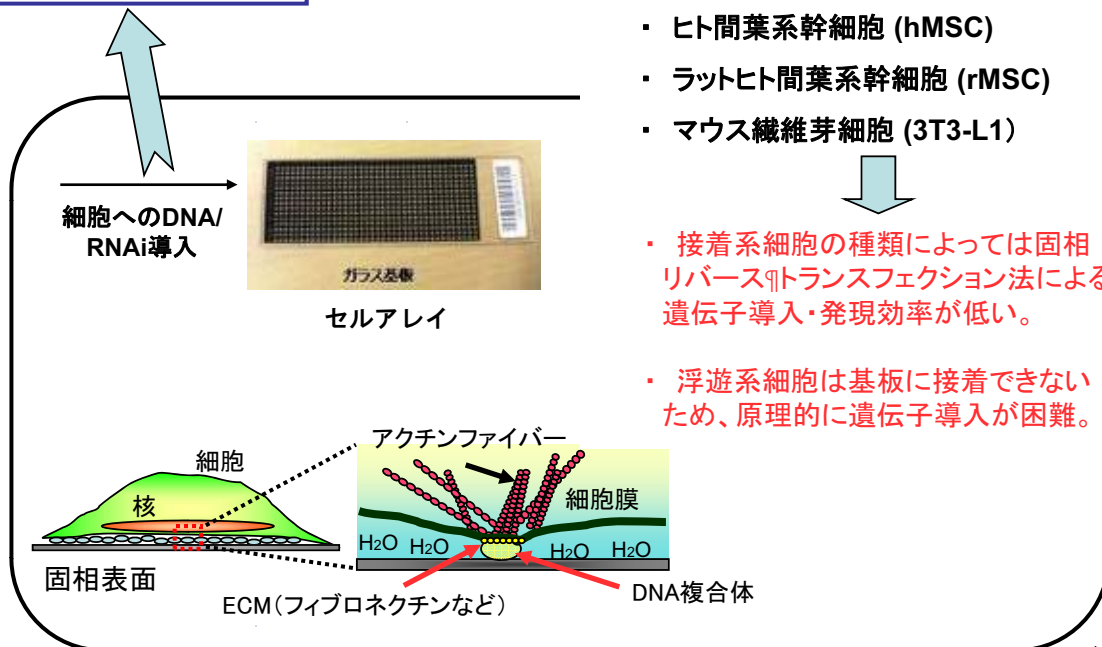 ・ ヒト間葉系幹細胞 (hMSC)
・ ラットヒト間葉系幹細胞 (rMSC)
・ マウス繊維芽細胞 (3T3-L1)
細胞へのDNA/
RNAi導入
ガラス基板
セルアレイ
・ 接着系細胞の種類によっては固相
リバース¶トランスフェクション法による
遺伝子導入・発現効率が低い。
・ 浮遊系細胞は基板に接着できない
ため、原理的に遺伝子導入が困難。
細胞
核
固相表面
アクチンファイバー
細胞膜
H2O H2O H2O H2O
ECM(フィブロネクチンなど)
DNA複合体